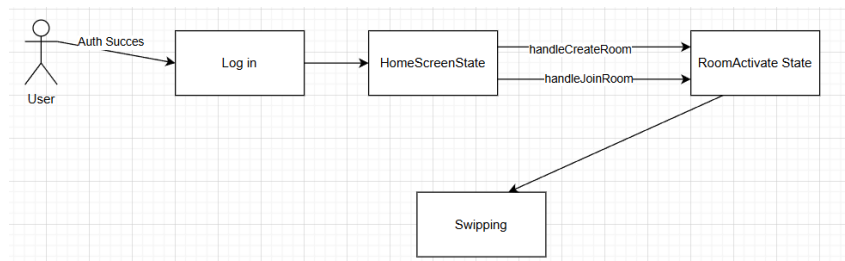 Auth Succes
User
Log in
HomeScreenState
handleCreateRoom
handleJoinRoom
RoomActivate State
Swipping